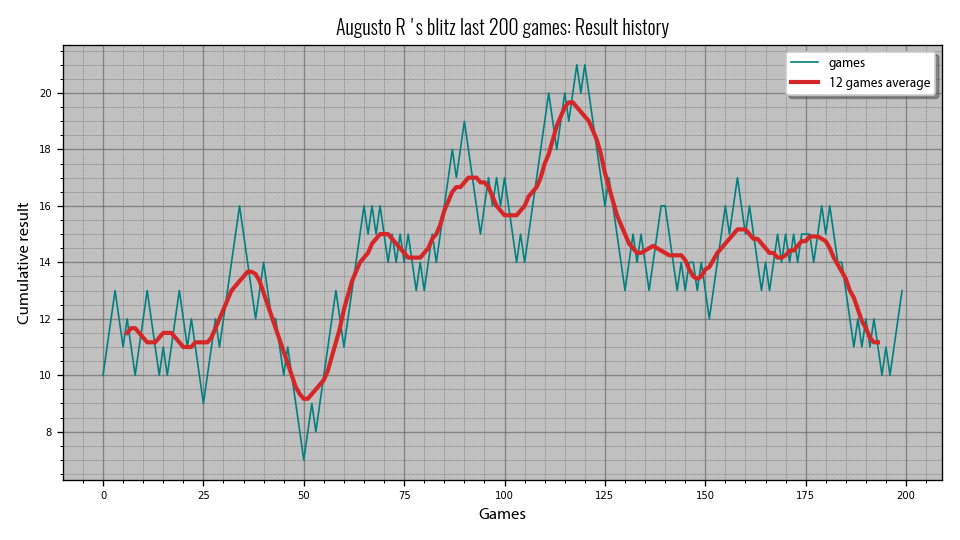 Augusto R 's blitz last 200 games: Result history
games
12 games average
Cumulative result
20
18
16
14
12
10
8
0 25 50 75 100 125 150 175 200
Games